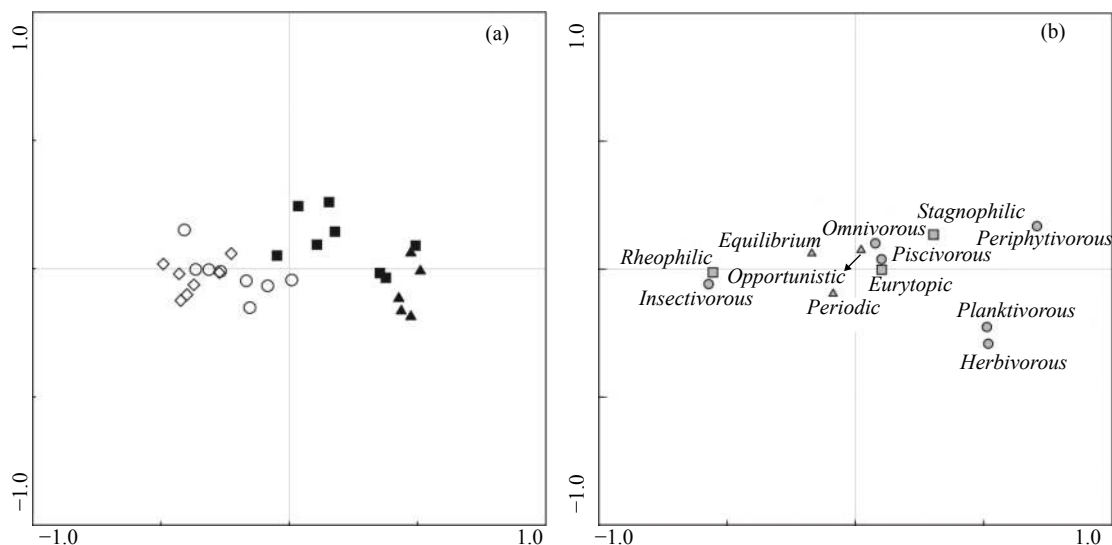 1.0
(a)
−1.0
−1.0
1.0
1.0
(b)
Stagnophilic
Omnivorous
Periphytivorous
Equilibrium
Piscivorous
Rheophilic
Opportunistic
Eurytopic
Insectivorous
Periodic
Planktivorous
Herbivorous
−1.0
−1.0
1.0